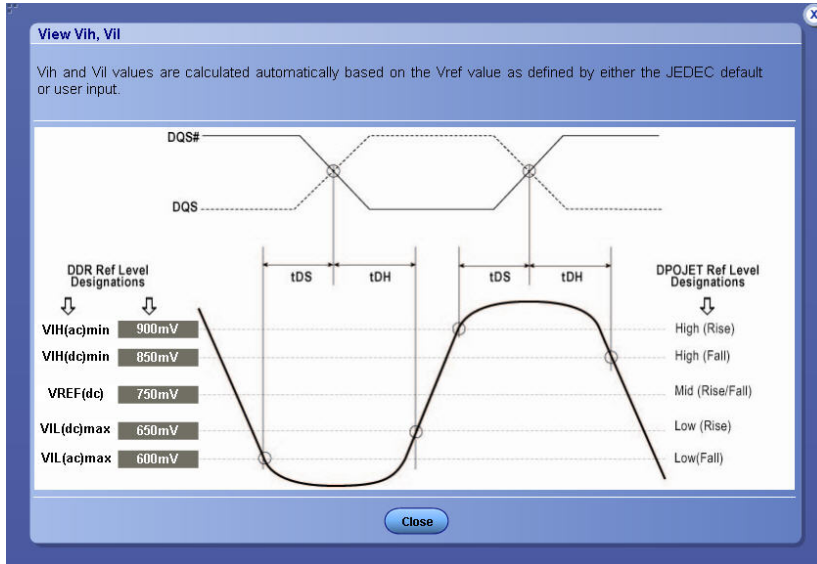 View Vih, Vil
X
Vih and Vil values are calculated automatically based on the Vref value as defined by either the JEDEC default
or user input.
DQS#
DQS
tDS
tDH
tDS
tDH
DDR Ref Level
Designations
DPOJET Ref Level
Designations
VIH(ac)min 900mV High (Rise)
VIH(dc)min 850mV High (Fall)
VREF(dc) 750mV Mid (Rise/Fall)
VIL(dc)max 650mV Low (Rise)
VIL(ac)max 600mV Low(Fall)
Close